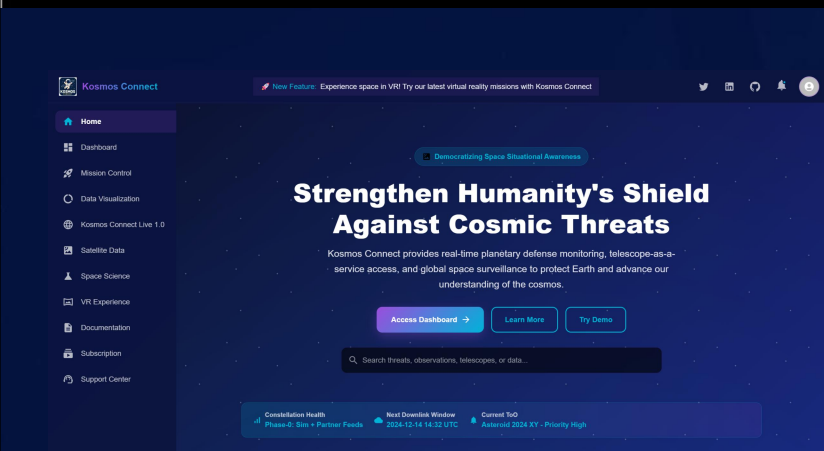 KOSMOS
Kosmos Connect
🚀 New Feature: Experience space in VR! Try our latest virtual reality missions with Kosmos Connect
Home
Dashboard
Mission Control
Data Visualization
Kosmos Connect Live 1.0
Satellite Data
Space Science
VR Experience
Documentation
Subscription
Support Center
Democratizing Space Situational Awareness
Strengthen Humanity's Shield
Against Cosmic Threats
Kosmos Connect provides real-time planetary defense monitoring, telescope-as-a-
service access, and global space surveillance to protect Earth and advance our
understanding of the cosmos.
Access Dashboard →
Learn More
Try Demo
Search threats, observations, telescopes, or data...
Constellation Health
Phase-0: Sim + Partner Feeds
Next Downlink Window
2024-12-14 14:32 UTC
Current ToO
Asteroid 2024 XY - Priority High